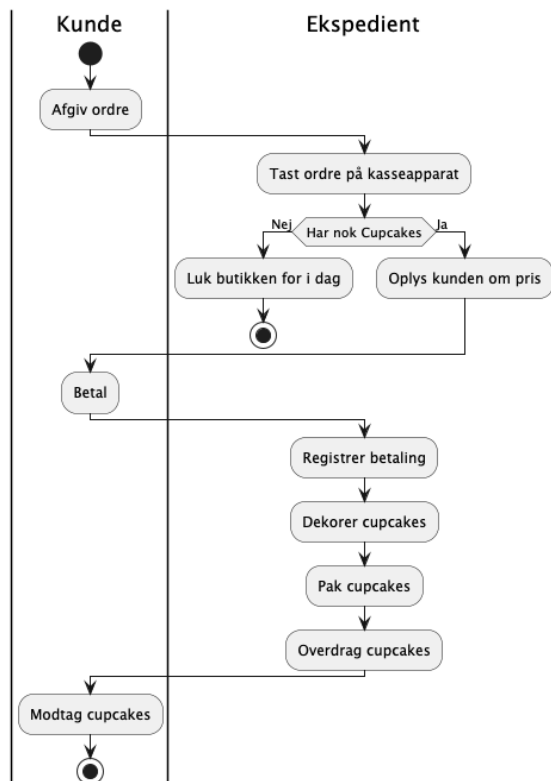 Kunde
Ekspedient
Afgiv ordre
Tast ordre på kasseapparat
Nej
Har nok Cupcakes
Ja
Luk butikken for i dag
Oplys kunden om pris
Betal
Registrer betaling
Dekorer cupcakes
Pak cupcakes
Overdrag cupcakes
Modtag cupcakes